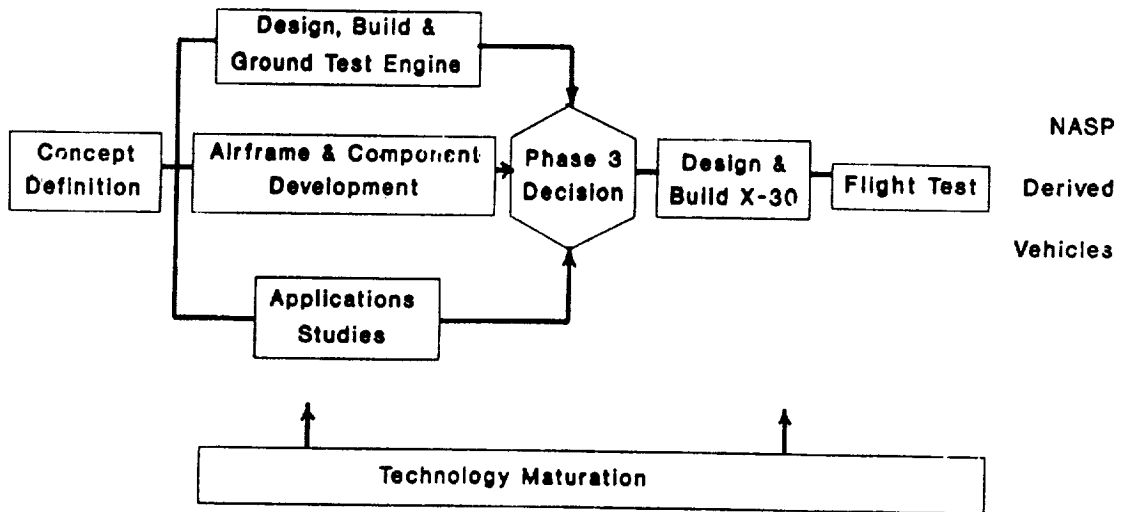 Design, Build &
Ground Test Engine
Concept
Definition
Airframe & Component
Development
Phase 3
Decision
Design &
Build X-30
Flight Test
NASP
Derived
Vehicles
Applications
Studies
Technology Maturation